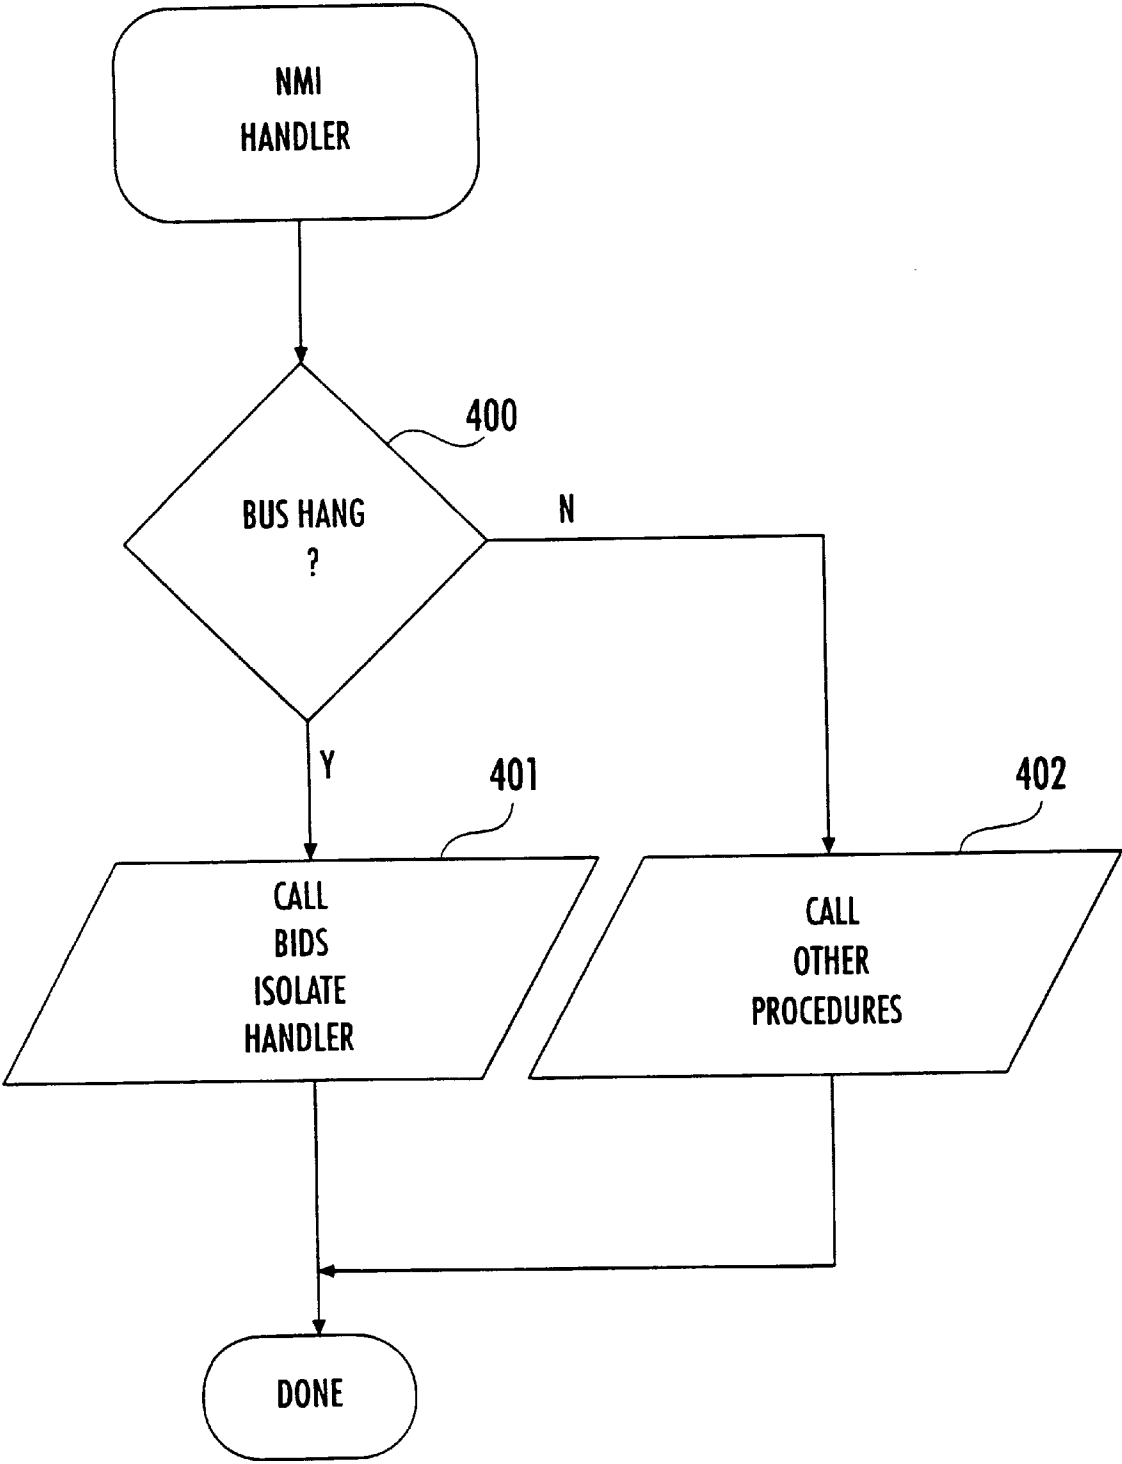 NMI
HANDLER
400
BUS HANG
?
N
Y
401
402
CALL
BIDS
ISOLATE
HANDLER
CALL
OTHER
PROCEDURES
DONE